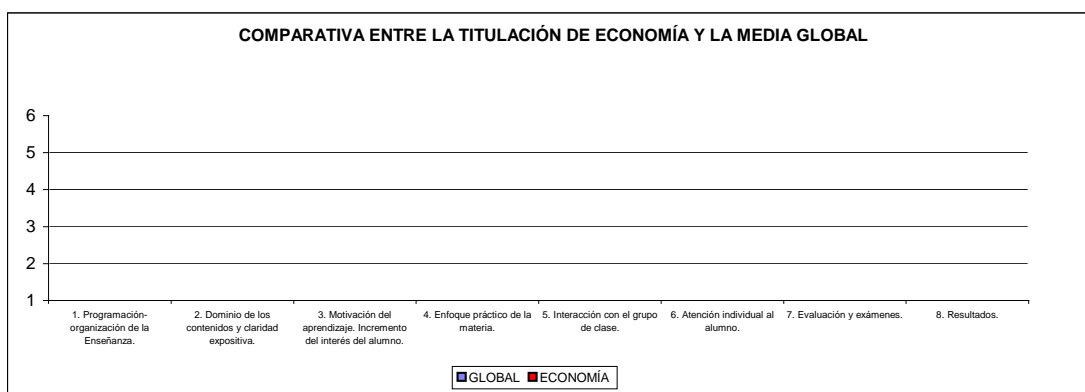 COMPARATIVA ENTRE LA TITULACIÓN DE ECONOMÍA Y LA MEDIA GLOBAL
6
5
4
3
2
1
1. Programación-
organización de la
Enseñanza.
2. Dominio de los
contenidos y claridad
expositiva.
3. Motivación del
aprendizaje. Incremento
del interés del alumno.
4. Enfoque práctico de la
materia.
5. Interacción con el grupo
de clase.
6. Atención individual al
alumno.
7. Evaluación y exámenes.
8. Resultados.
GLOBAL ECONOMÍA